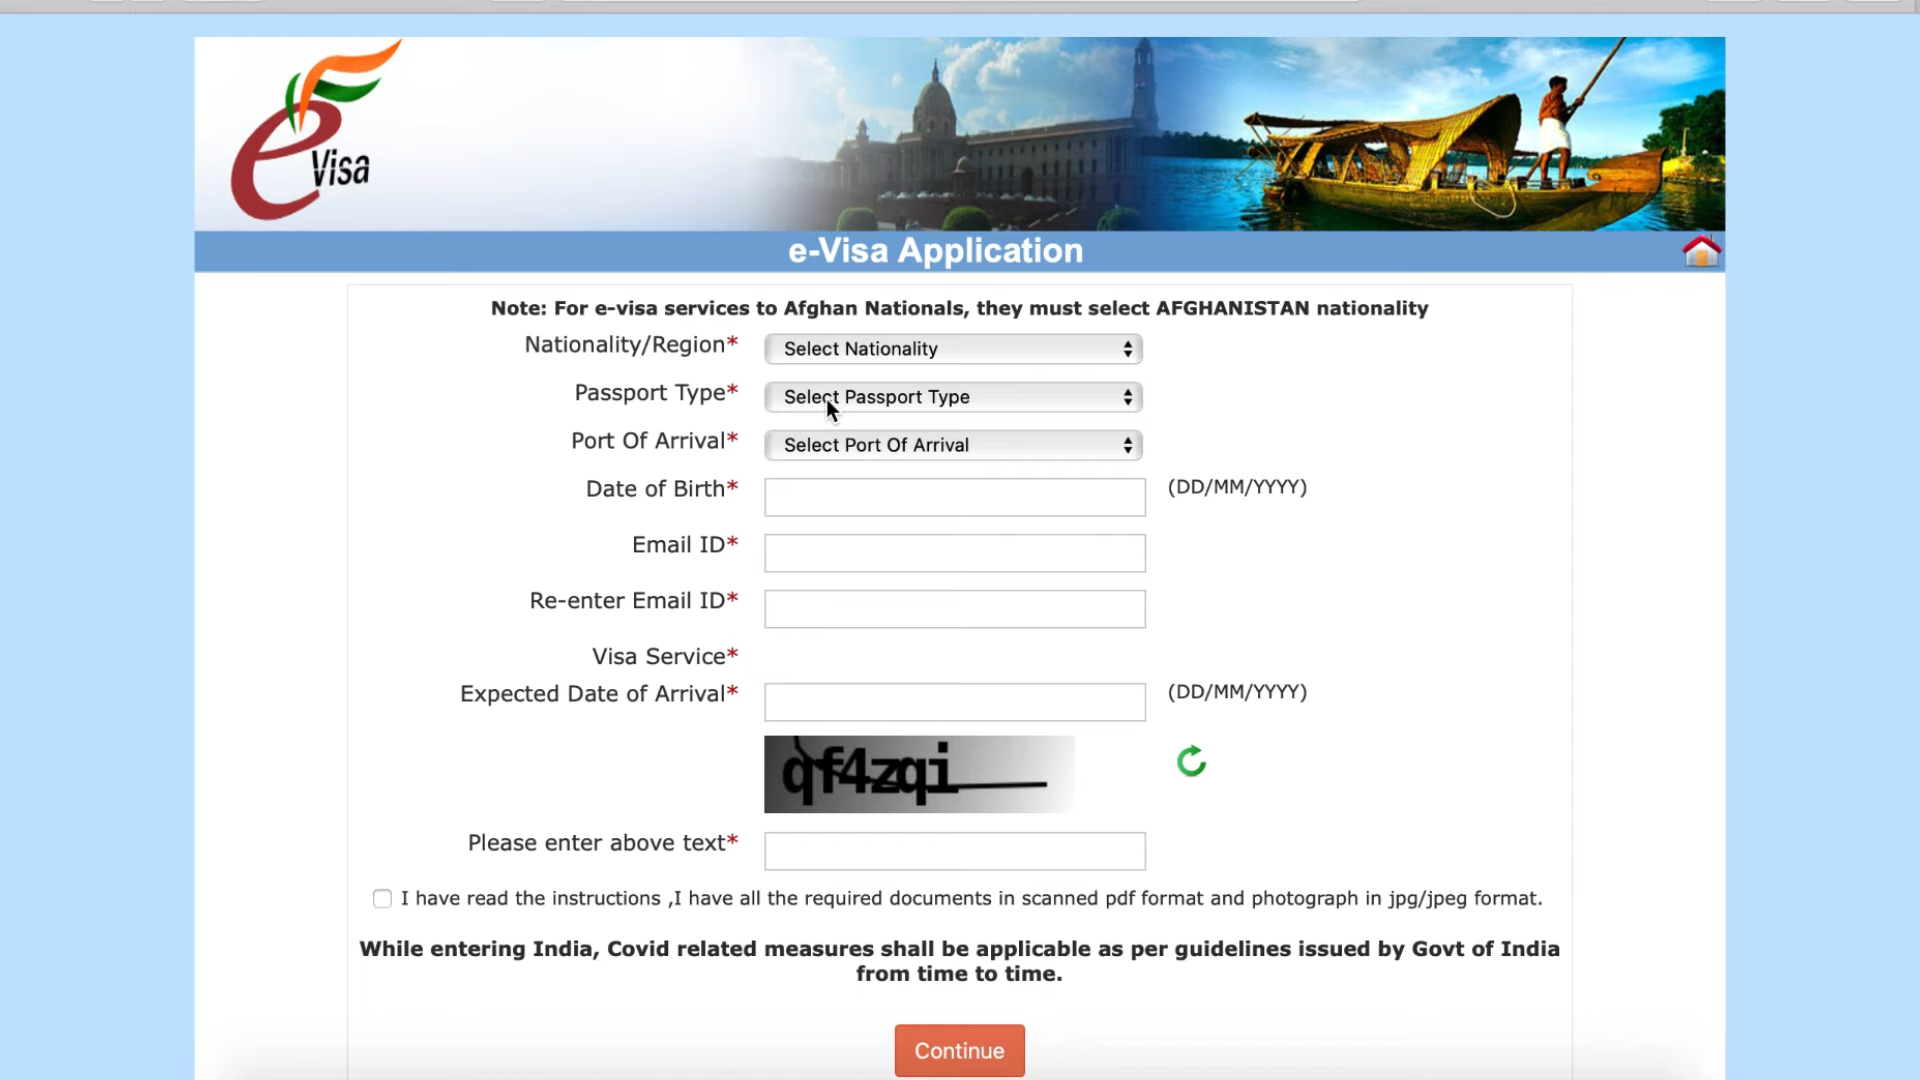 e Visa
e-Visa Application
Note: For e-visa services to Afghan Nationals, they must select AFGHANISTAN nationality
Nationality/Region* Select Nationality
Passport Type* Select Passport Type
Port Of Arrival* Select Port Of Arrival
Date of Birth* (DD/MM/YYYY)
Email ID*
Re-enter Email ID*
Visa Service*
Expected Date of Arrival* (DD/MM/YYYY)
qf4zqi
Please enter above text*
I have read the instructions ,I have all the required documents in scanned pdf format and photograph in jpg/jpeg format.
While entering India, Covid related measures shall be applicable as per guidelines issued by Govt of India
from time to time.
Continue